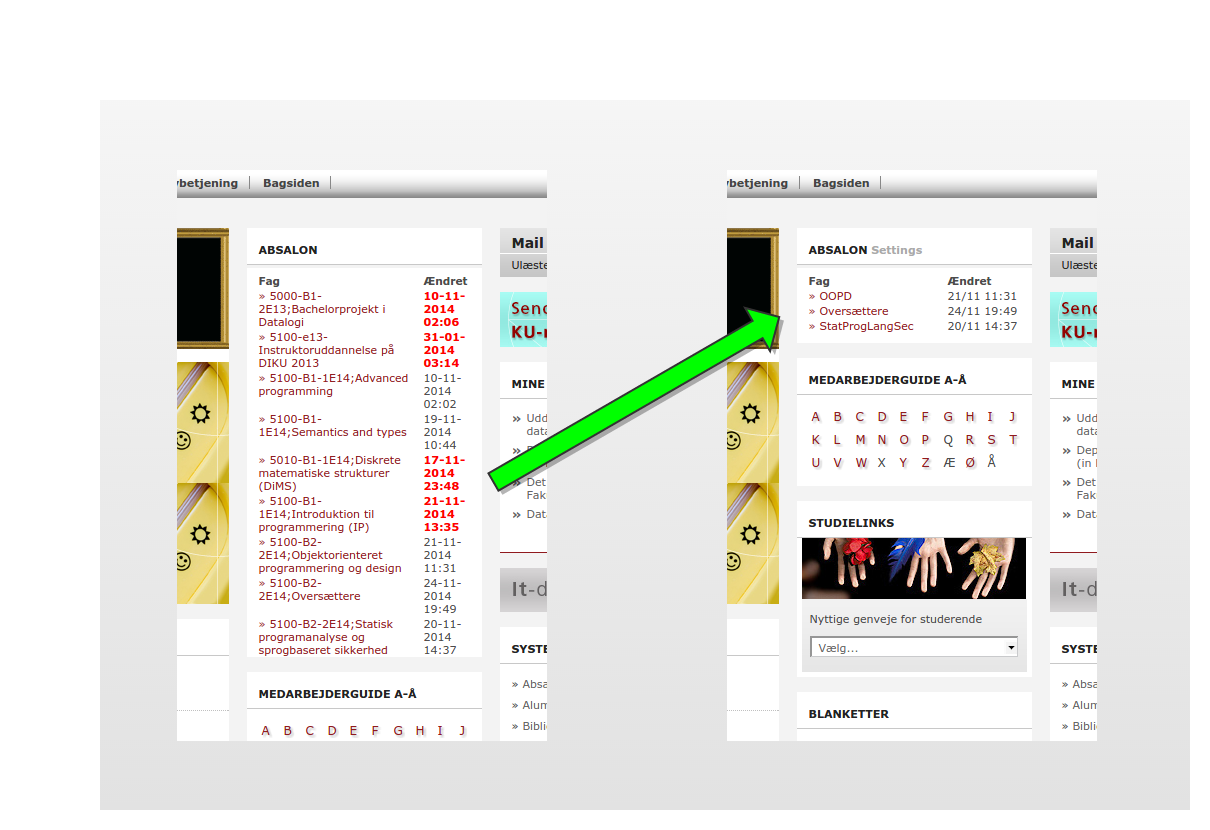 Bagsiden
ABSALON
Fag Ændret
» 5000-B1-
2E13;Bachelorprojekt i
Datalogi
10-11-
2014
02:06
» 5100-e13-
Instruktoruddannelse på
DIKU 2013
31-01-
2014
03:14
» 5100-B1-1E14;Advanced
programming
10-11-
2014
02:02
» 5100-B1-
1E14;Semantics and types
19-11-
2014
10:44
» 5010-B1-1E14;Diskrete
matematiske strukturer
(DiMS)
17-11-
2014
23:48
» 5100-B1-
1E14;Introduktion til
programmering (IP)
21-11-
2014
13:35
» 5100-B2-
2E14;Objektorienteret
programmering og design
21-11-
2014
11:31
» 5100-B2-
2E14;Oversættere
24-11-
2014
19:49
» 5100-B2-2E14;Statisk
programanalyse og
sprogbaseret sikkerhed
20-11-
2014
14:37
MEDARBEJDERGUIDE A-Å
A B C D E F G H I J
Mail
Ulæste
Send
KU-
MINE
» Udd
data
» Det
Fak
» Dat
It-d
SYSTE
» Absa
» Alum
» Biblio
ybetjening Bagsiden
ABSALON Settings
Fag Ændret
» OOPD 21/11 11:31
» Oversættere 24/11 19:49
» StatProgLangSec 20/11 14:37
MEDARBEJDERGUIDE A-Å
A B C D E F G H I J
K L M N O P Q R S T
U V W X Y Z Æ Ø Å
STUDIELINKS
Nyttige genveje for studerende
Vælg...
BLANKETTER
Mail
Ulæste
Send
KU-
MINE
» Udd
data
» Dep
(in
» Det
Fak
» Dat
It-d
SYSTE
» Absa
» Alum
» Biblio